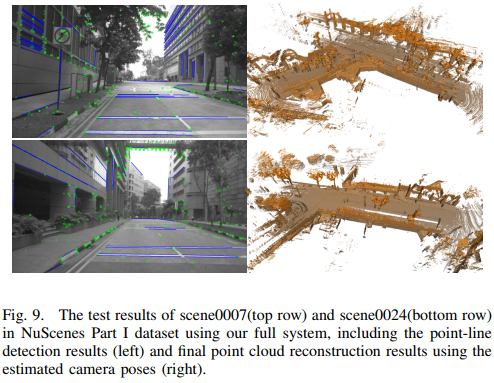 Fig. 9. The test results of scene0007(top row) and scene0024(bottom row)
in NuScenes Part I dataset using our full system, including the point-line
detection results (left) and final point cloud reconstruction results using the
estimated camera poses (right).